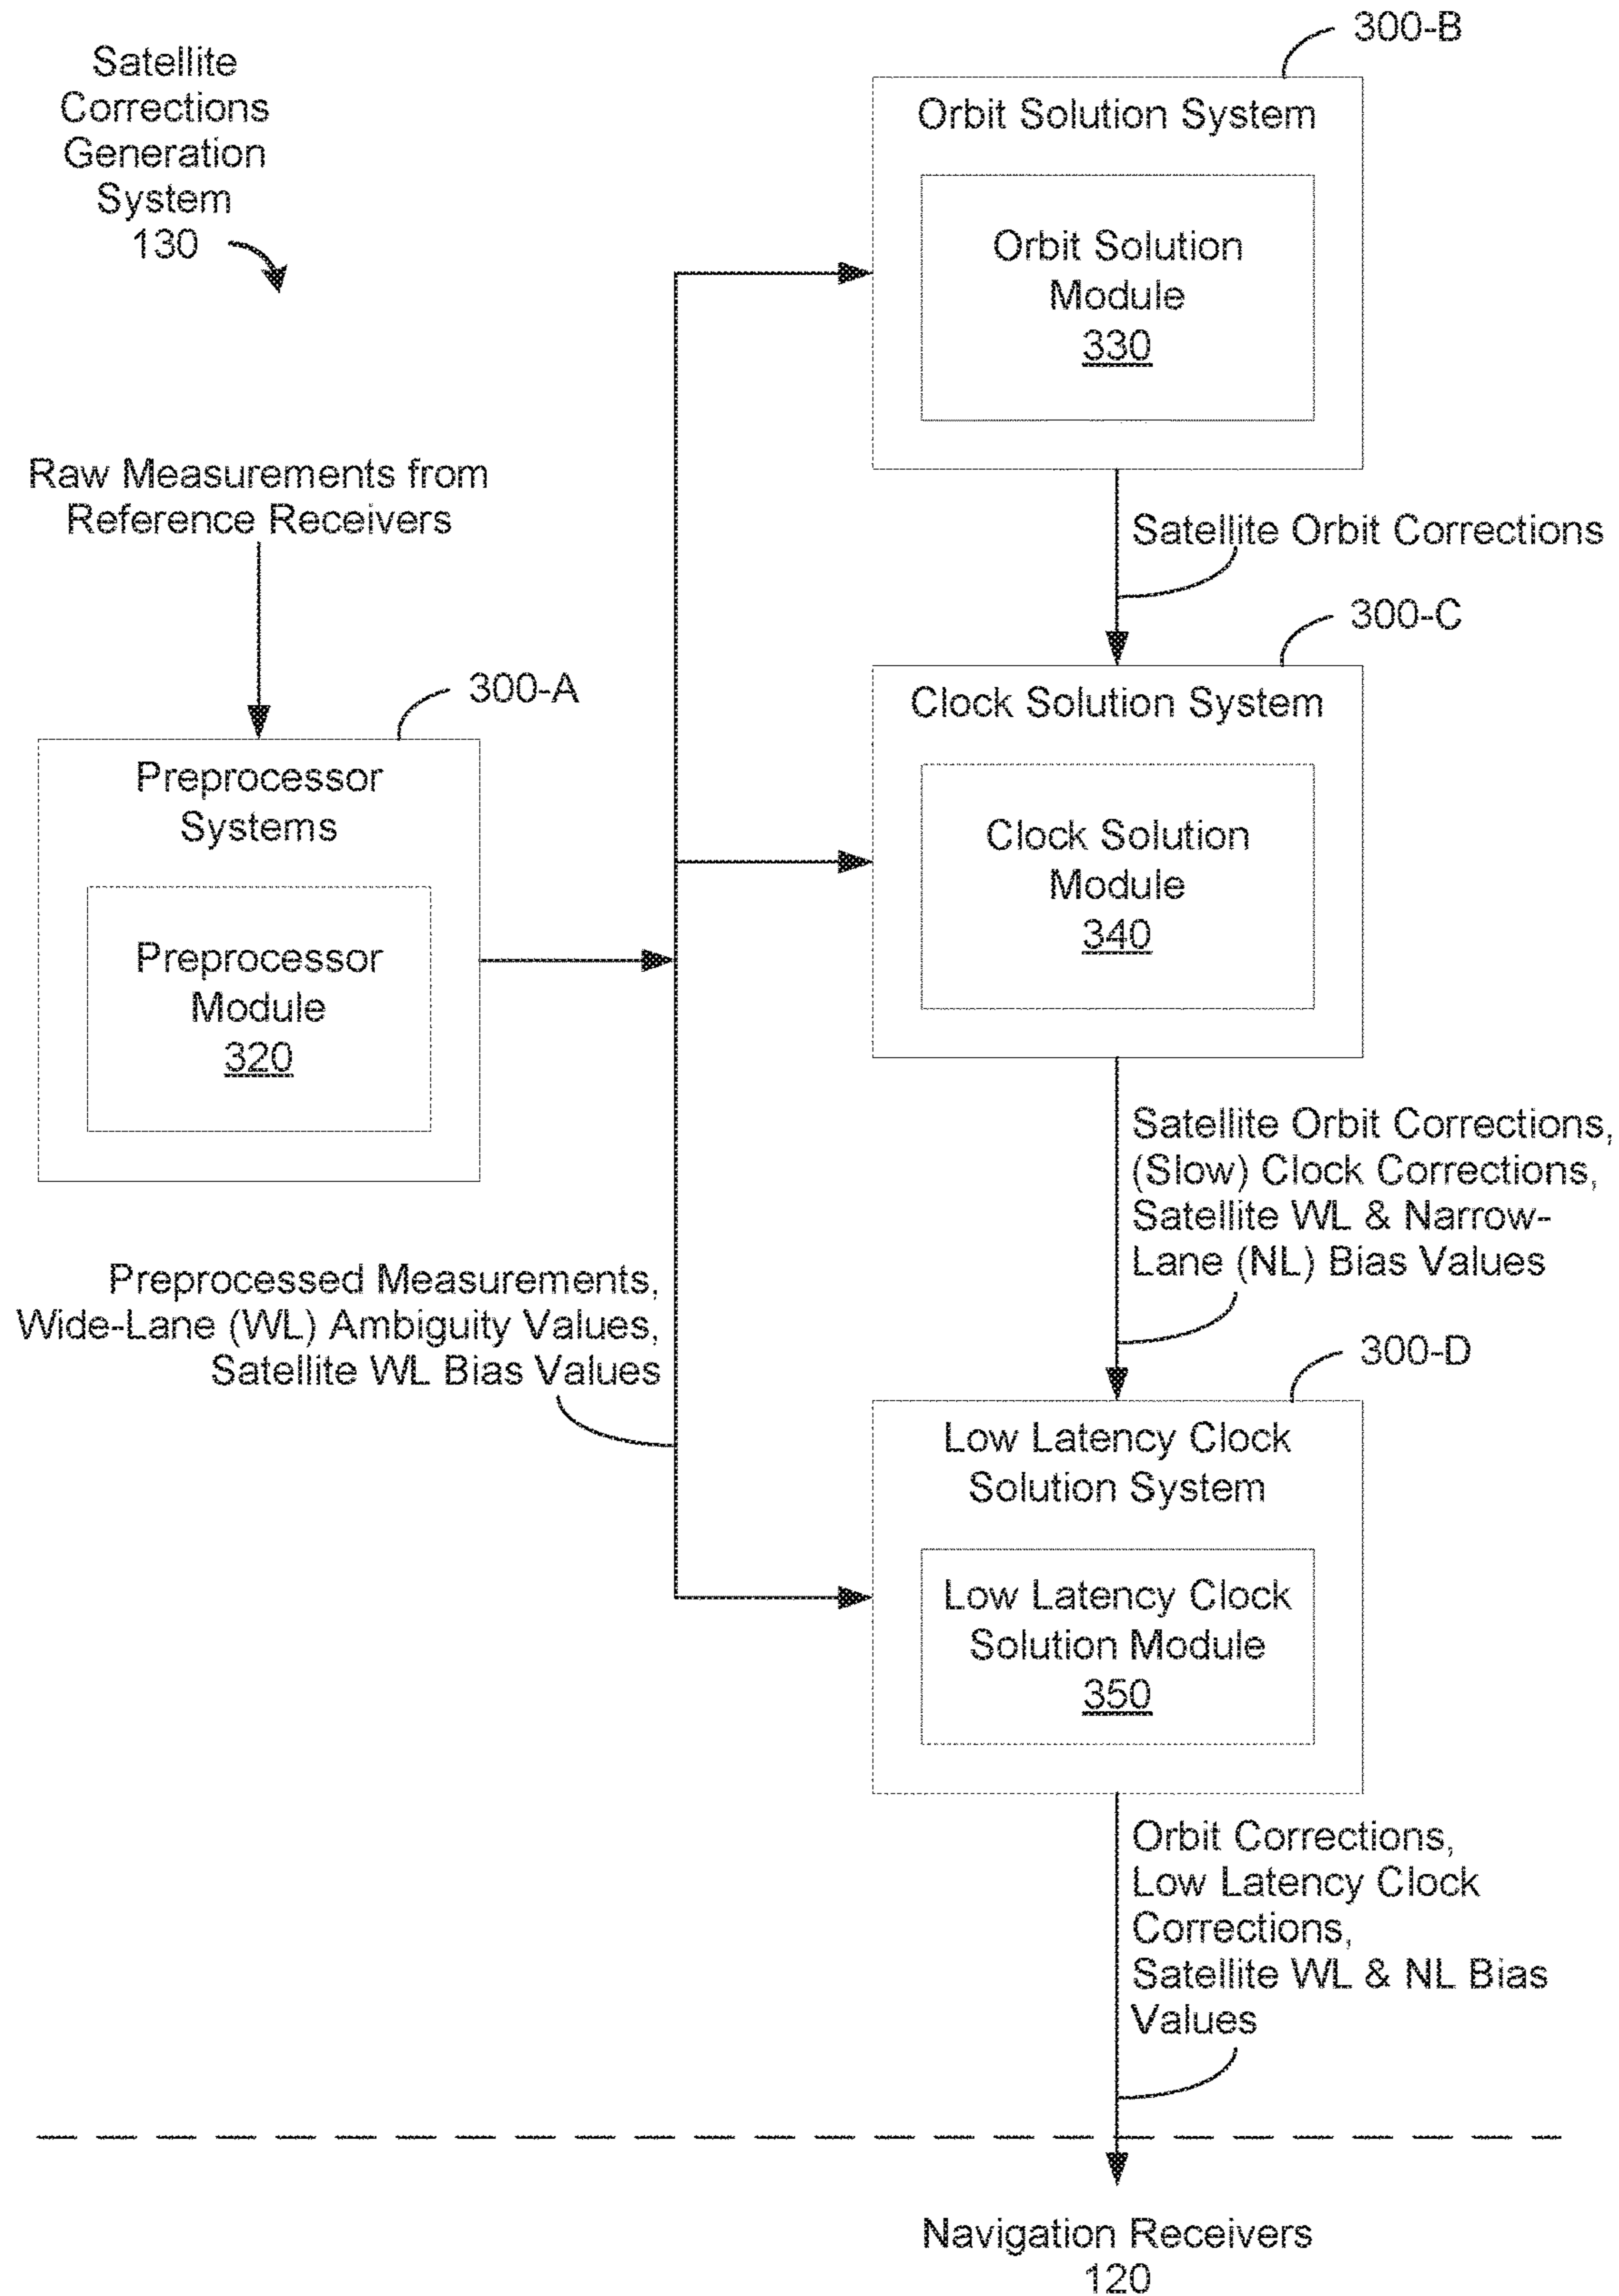 Satellite
Corrections
Generation
System
130
300-B
Orbit Solution System
Orbit Solution
Module
330
Raw Measurements from
Reference Receivers
Satellite Orbit Corrections
300-C
300-A
Clock Solution System
Preprocessor
Systems
Clock Solution
Module
340
Preprocessor
Module
320
Satellite Orbit Corrections,
(Slow) Clock Corrections,
Satellite WL & Narrow-
Lane (NL) Bias Values
Preprocessed Measurements,
Wide-Lane (WL) Ambiguity Values,
Satellite WL Bias Values
300-D
Low Latency Clock
Solution System
Low Latency Clock
Solution Module
350
Orbit Corrections,
Low Latency Clock
Corrections,
Satellite WL & NL Bias
Values
Navigation Receivers
120